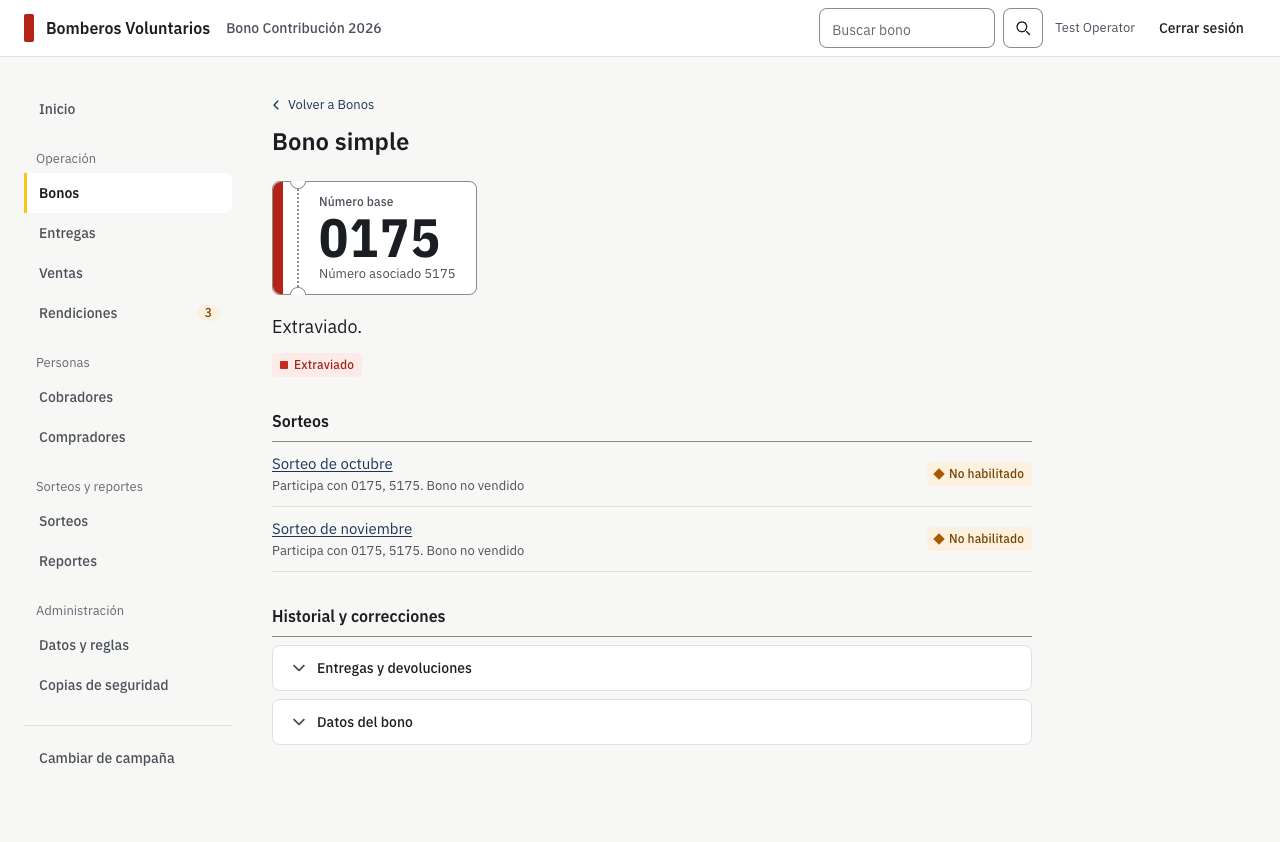 Bomberos Voluntarios
Bono Contribución 2026
Buscar bono
Test Operator
Cerrar sesión
Inicio
Operación
Bonos
Entregas
Ventas
Rendiciones
3
Personas
Cobradores
Compradores
Sorteos y reportes
Sorteos
Reportes
Administración
Datos y reglas
Copias de seguridad
Cambiar de campaña
Volver a Bonos
Bono simple
Número base
0175
Número asociado 5175
Extraviado.
Extraviado
Sorteos
Sorteo de octubre
Participa con 0175, 5175. Bono no vendido
No habilitado
Sorteo de noviembre
Participa con 0175, 5175. Bono no vendido
No habilitado
Historial y correcciones
Entregas y devoluciones
Datos del bono